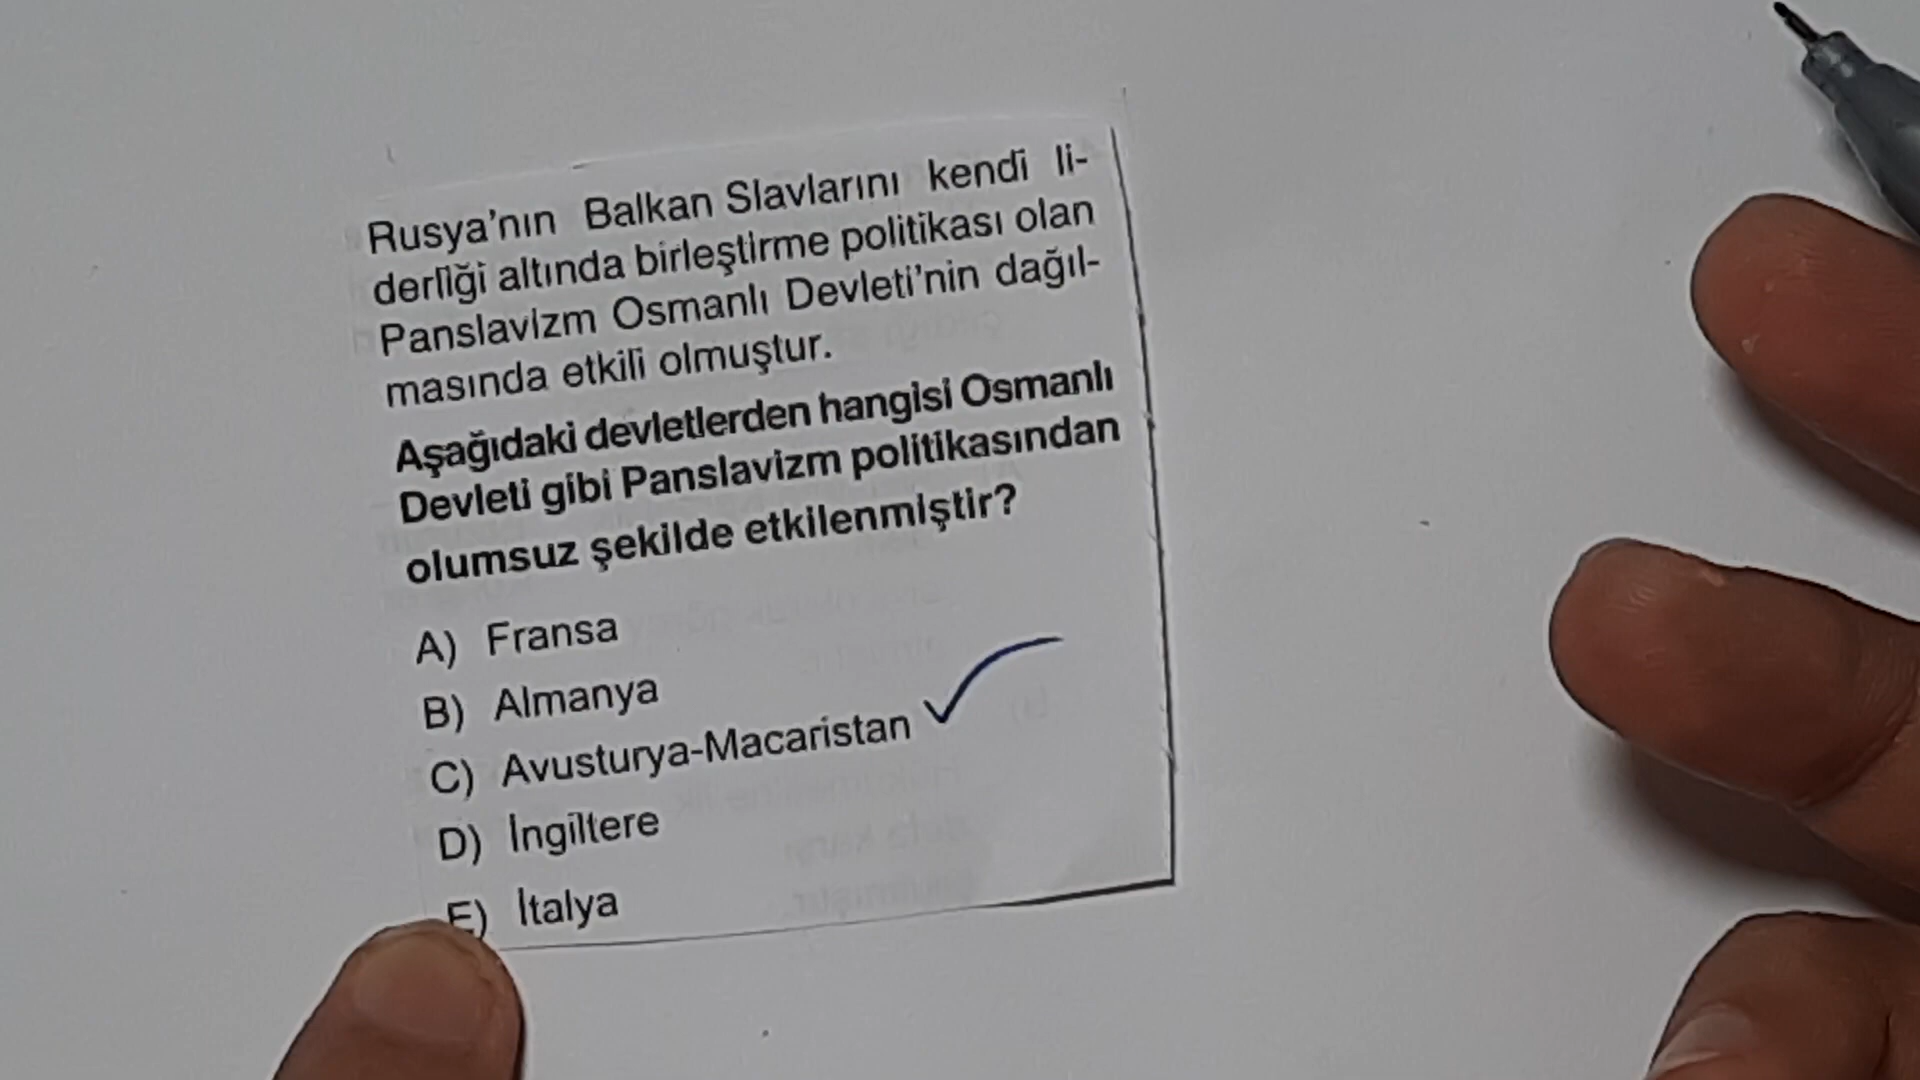 Rusya'nın Balkan Slavlarını kendi li-
derliği altında birleştirme politikası olan
Panslavizm Osmanlı Devleti'nin dağıl-
masında etkili olmuştur.
Aşağıdaki devletlerden hangisi Osmanlı
Devleti gibi Panslavizm politikasından
olumsuz şekilde etkilenmiştir?
A) Fransa
B) Almanya
C) Avusturya-Macaristan
D) İngiltere
E) İtalya